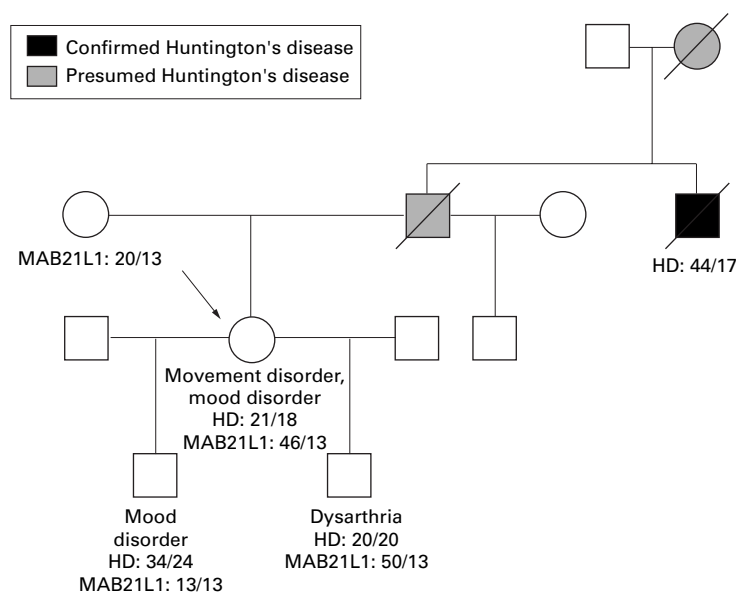 Confirmed Huntington's disease
Presumed Huntington's disease
HD: 44/17
MAB21L1: 20/13
Movement disorder,
mood disorder
HD: 21/18
MAB21L1: 46/13
Mood
disorder
HD: 34/24
MAB21L1: 13/13
Dysarthria
HD: 20/20
MAB21L1: 50/13